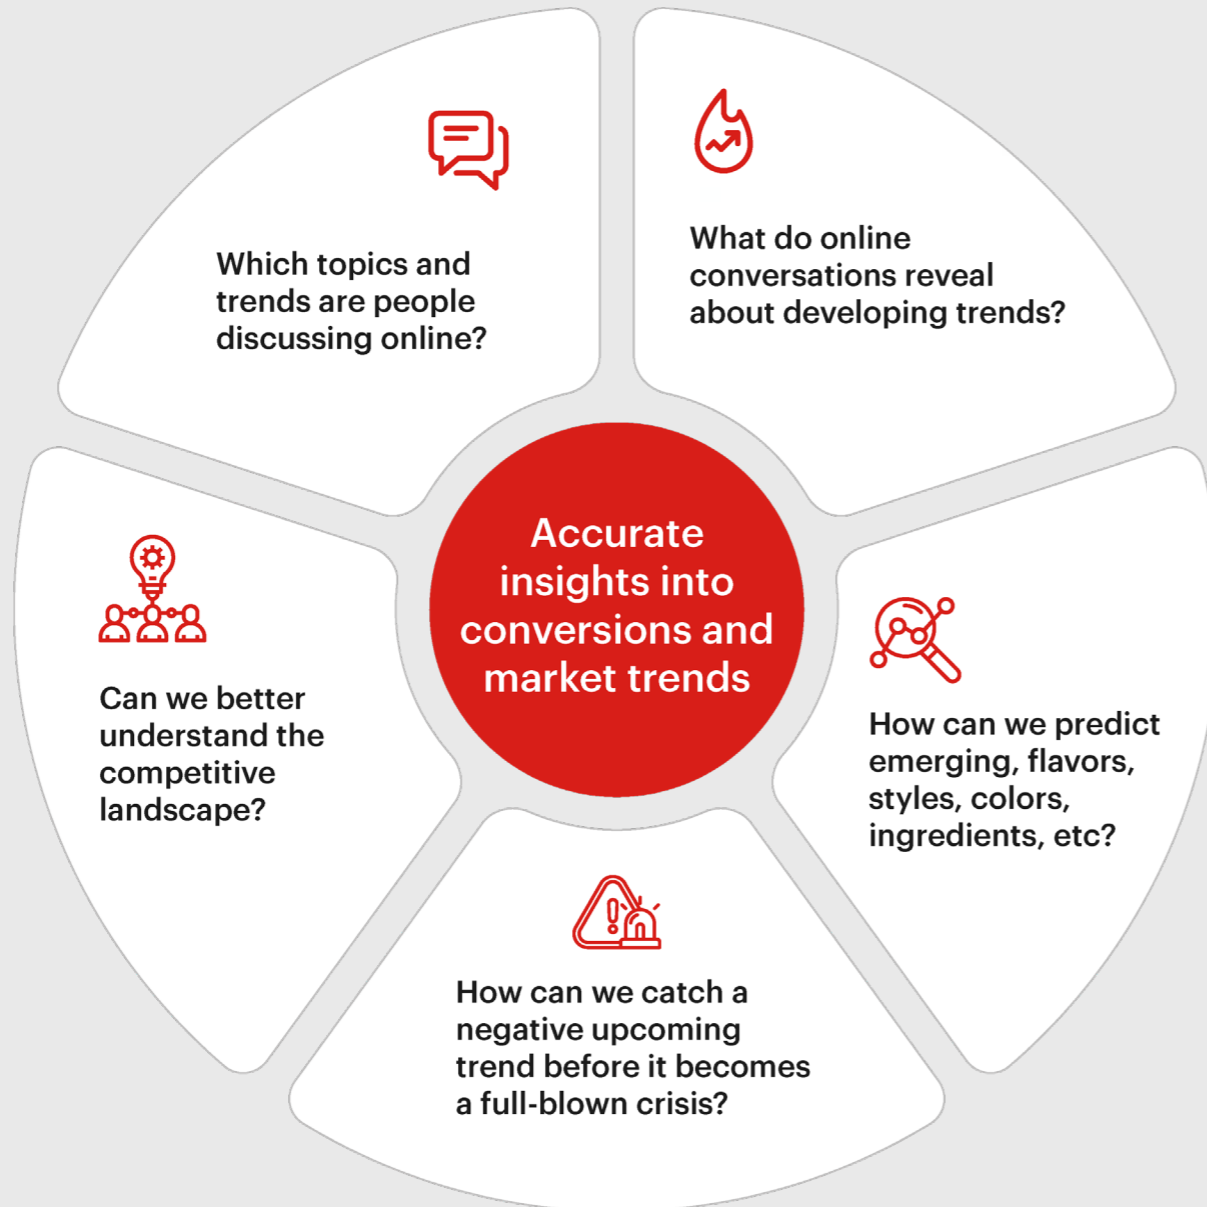 Which topics and
trends are people
discussing online?
What do online
conversations reveal
about developing trends?
Accurate
insights into
conversions and
market trends
Can we better
understand the
competitive
landscape?
How can we predict
emerging, flavors,
styles, colors,
ingredients, etc?
How can we catch a
negative upcoming
trend before it becomes
a full-blown crisis?